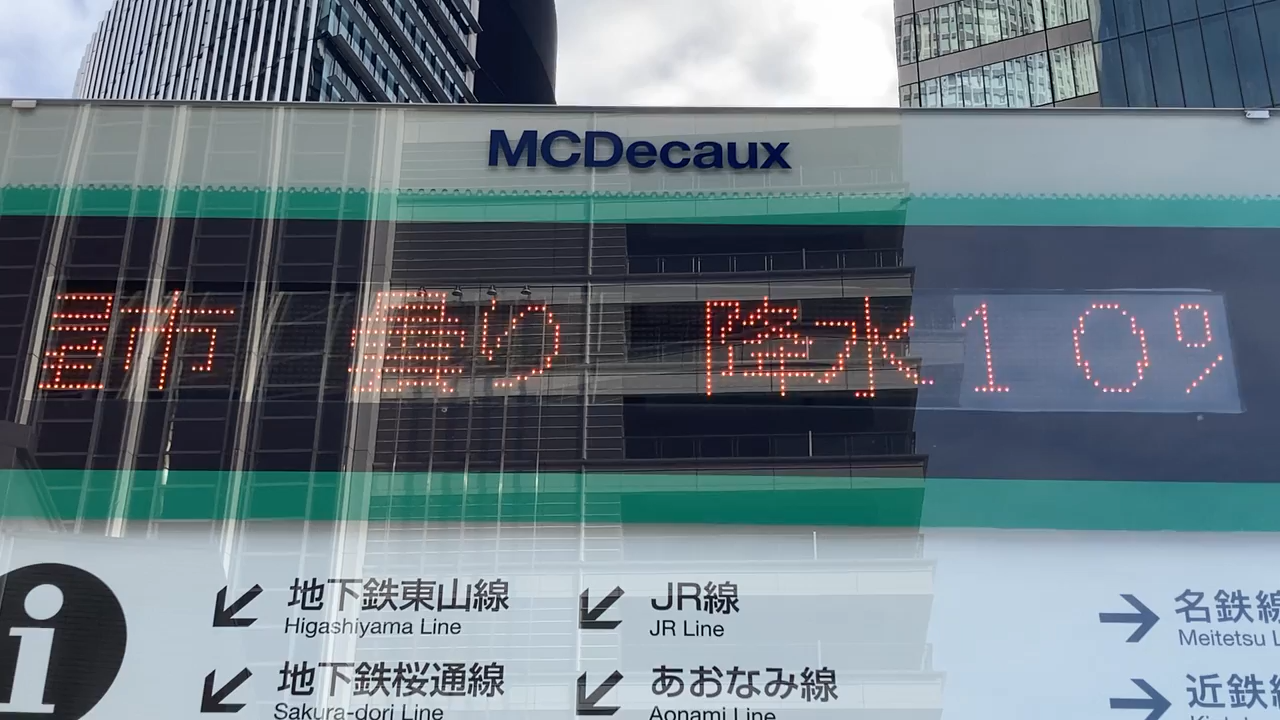 MCDecaux
曇り 降水10%
地下鉄東山線
Higashiyama Line
地下鉄桜通線
Sakura-dori Line
JR線
JR Line
あおなみ線
Aonami Line
名鉄線
Meitetsu L
近鉄線